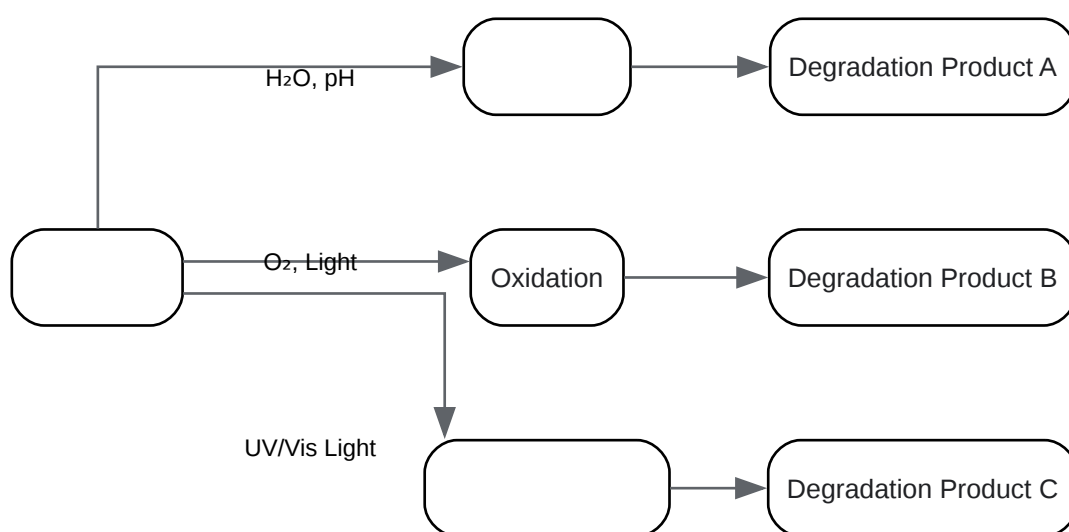 H₂O, pH
Degradation Product A
O₂, Light
Oxidation
Degradation Product B
UV/Vis Light
Degradation Product C